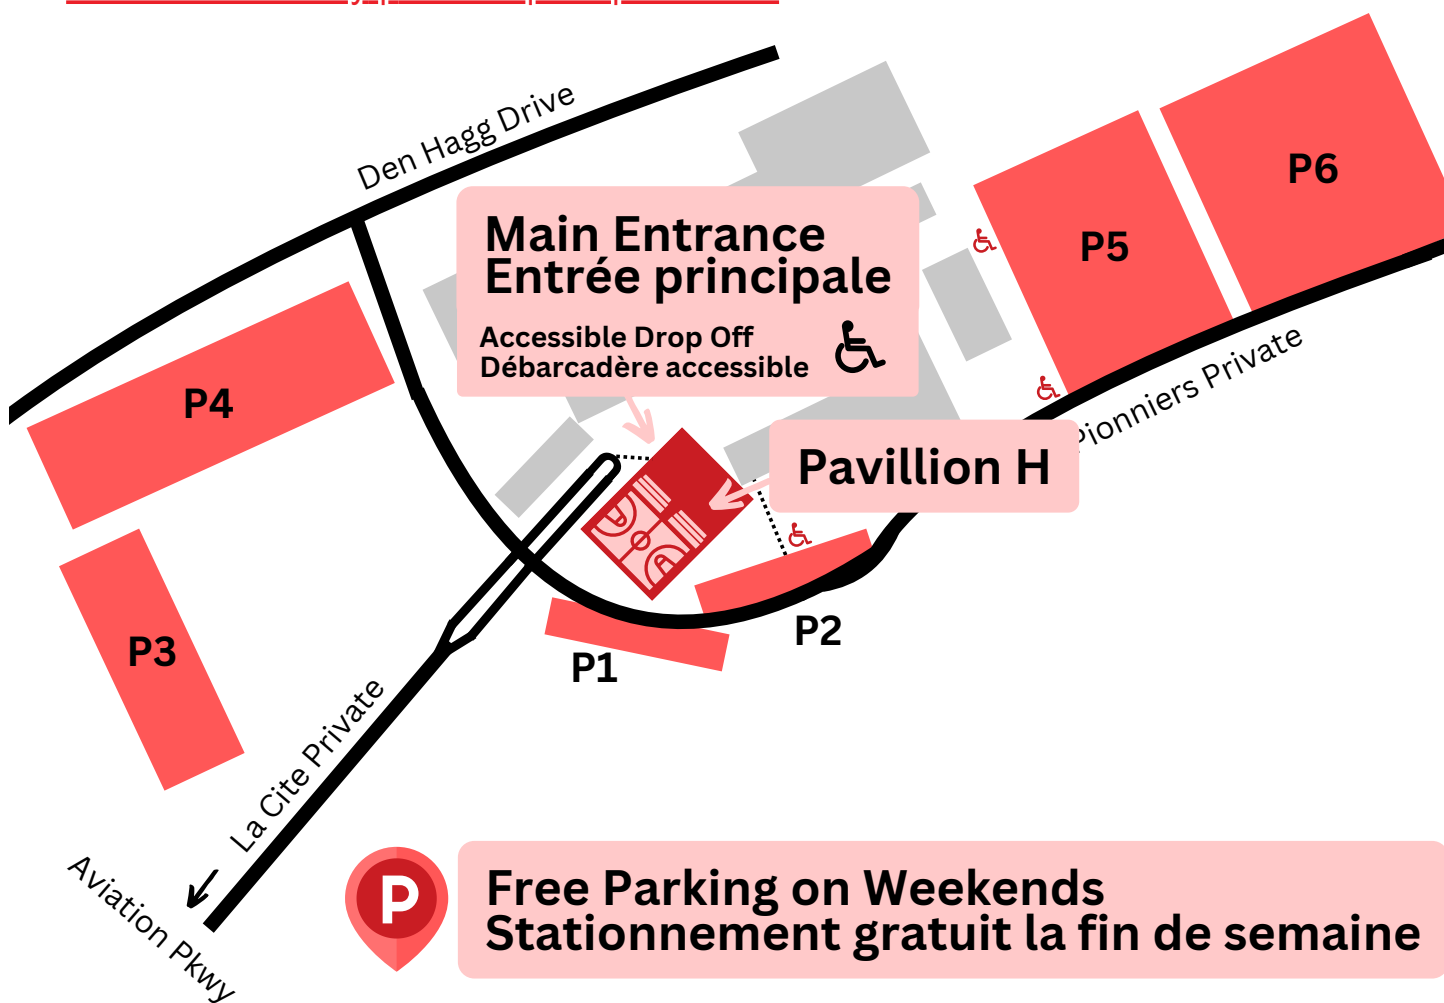 Den Hagg Drive
P6
P5
Main Entrance
Entrée principale
Accessible Drop Off
Débarcadère accessible
Pionniers Private
P4
Pavillion H
P3
P2
P1
La Cite Private
Aviation Pkwy
P
Free Parking on Weekends
Stationnement gratuit la fin de semaine